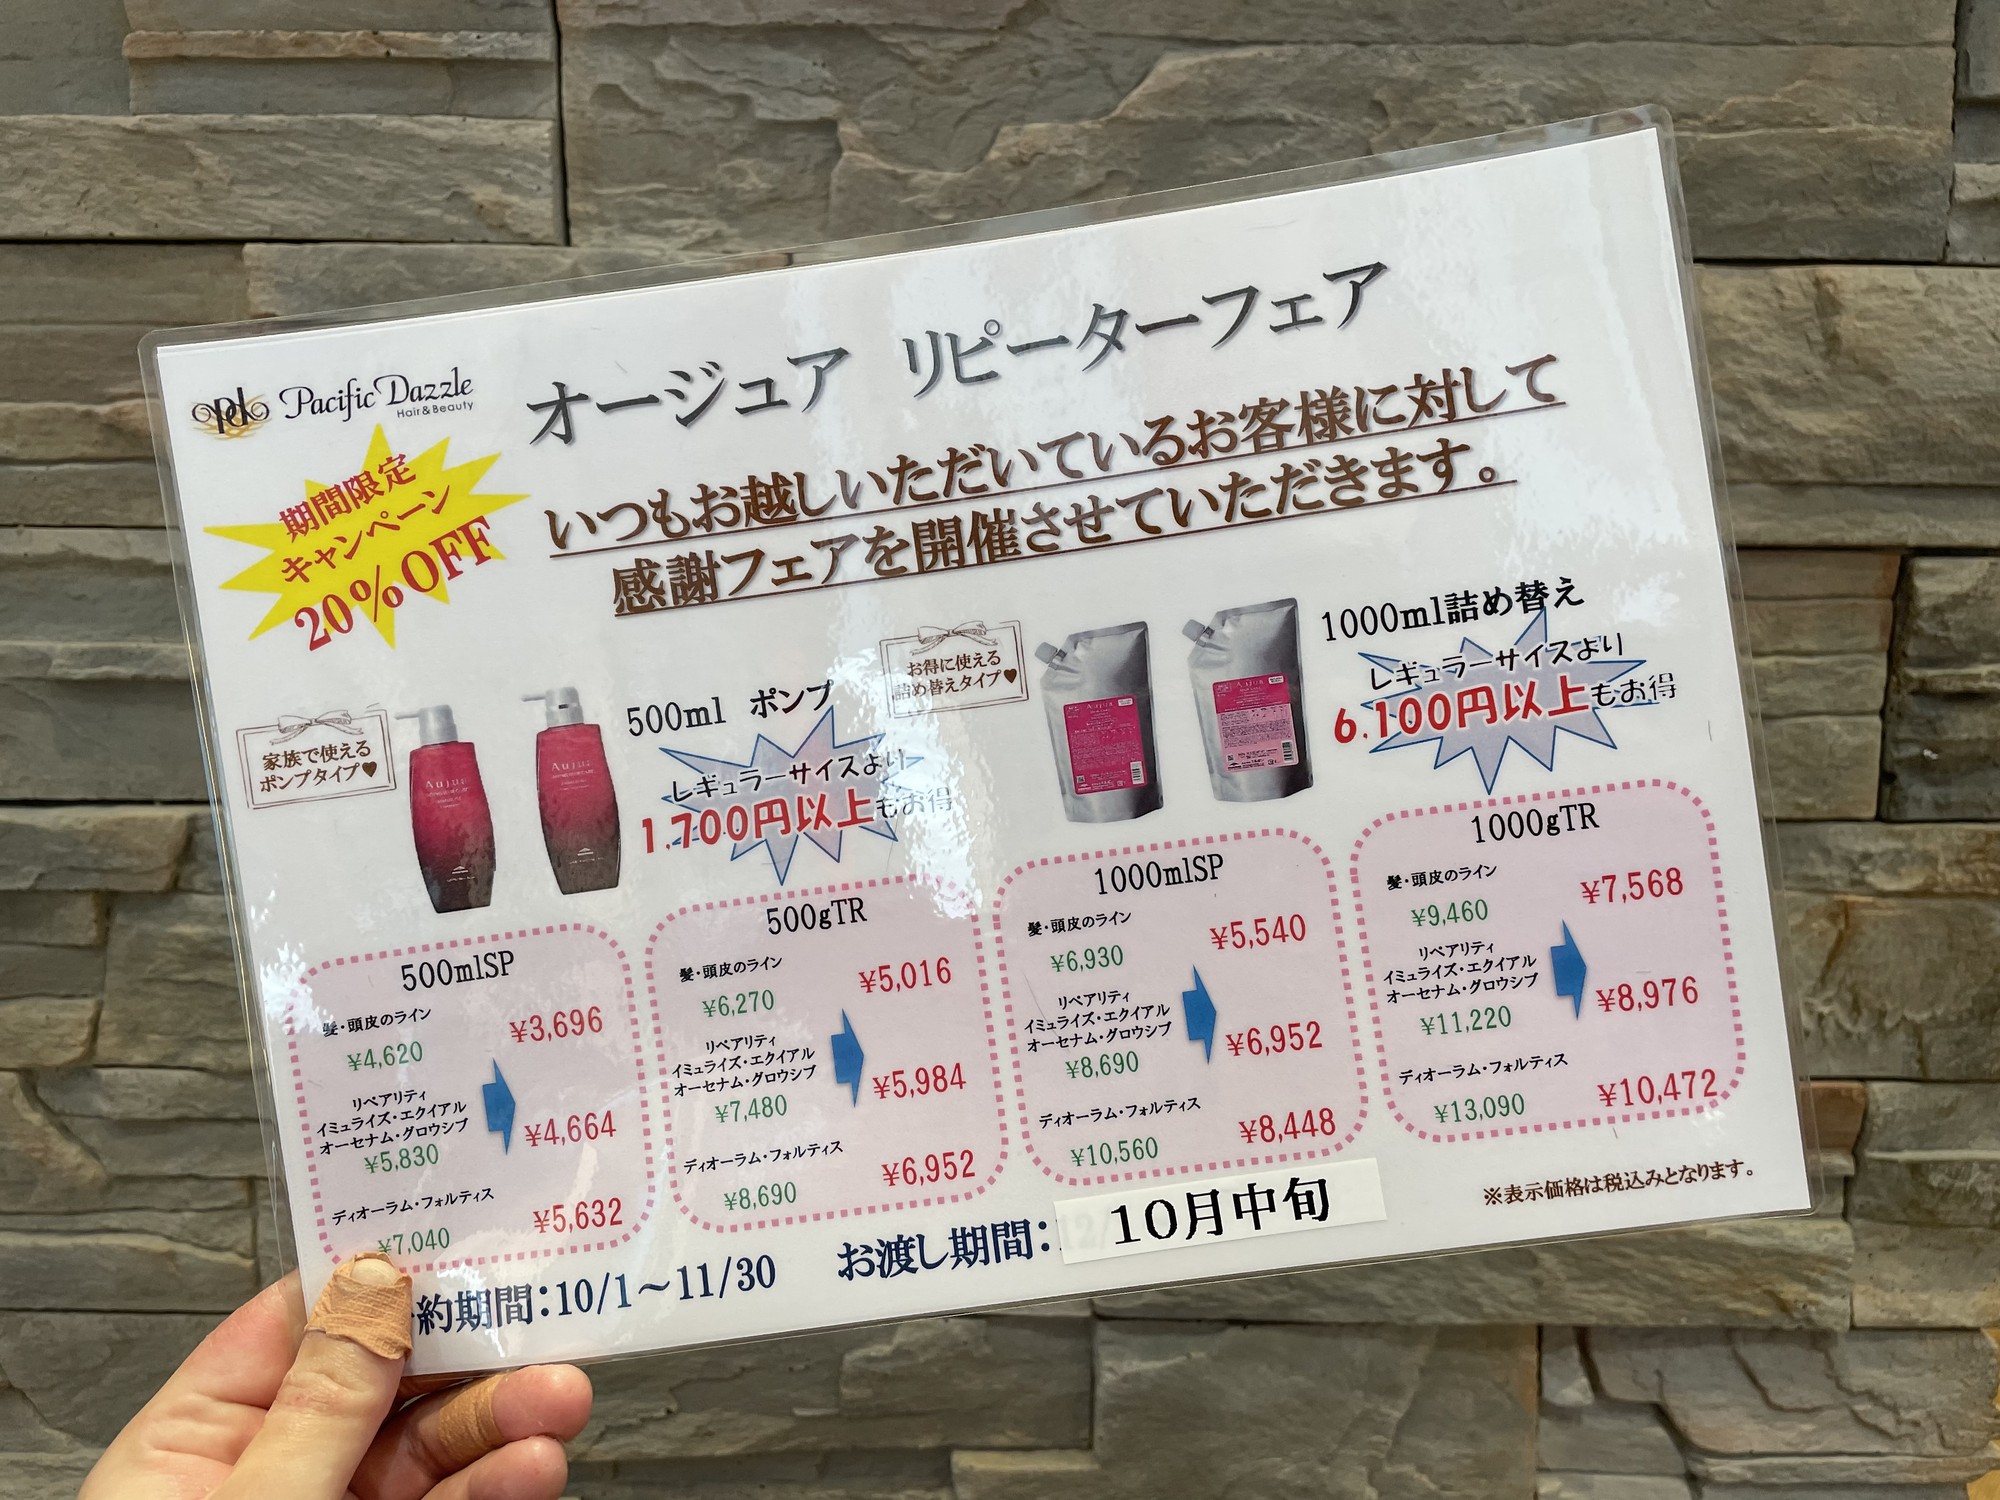 pd Pacific Dazzle
Hair & Beauty
オージュア リピーターフェア
いつもお越しいただいているお客様に対して
感謝フェアを開催させていただきます。
期間限定
キャンペーン
20%OFF
家族で使える
ポンプタイプ♥
Aujua
Aujua
500ml ポンプ
レギュラーサイズより
1,700円以上もお得
お得に使える
詰め替えタイプ♥
Aujua
Aujua
1000ml詰め替え
レギュラーサイズより
6,100円以上もお得
500mlSP
髪・頭皮のライン
¥4,620
¥3,696
リペアリティ
イミュライズ・エクイアル
オーセナム・グロウシブ
¥5,830
¥4,664
ディオーラム・フォルティス
¥7,040
¥5,632
500gTR
髪・頭皮のライン
¥6,270
¥5,016
リペアリティ
イミュライズ・エクイアル
オーセナム・グロウシブ
¥7,480
¥5,984
ディオーラム・フォルティス
¥8,690
¥6,952
1000mlSP
髪・頭皮のライン
¥6,930
¥5,540
リペアリティ
イミュライズ・エクイアル
オーセナム・グロウシブ
¥8,690
¥6,952
ディオーラム・フォルティス
¥10,560
¥8,448
1000gTR
髪・頭皮のライン
¥9,460
¥7,568
リペアリティ
イミュライズ・エクイアル
オーセナム・グロウシブ
¥11,220
¥8,976
ディオーラム・フォルティス
¥13,090
¥10,472
※表示価格は税込みとなります。
約期間：10/1～11/30
お渡し期間：10月中旬